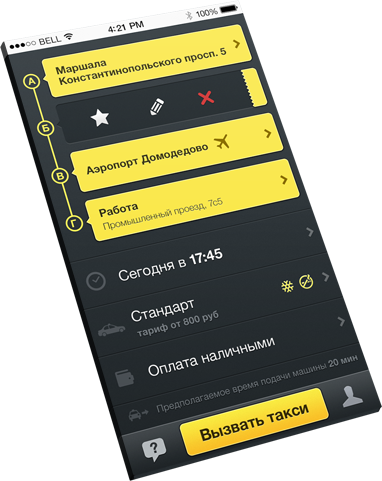 BELL
4:21 PM
100%
А
Маршала
Константинопольского просп. 5
Б
В
Аэропорт Домодедово
Г
Работа
Промышленный проезд, 7с5
Сегодня в 17:45
Стандарт
тариф от 800 руб
Оплата наличными
Предполагаемое время подачи машины 20 мин
?
Вызвать такси